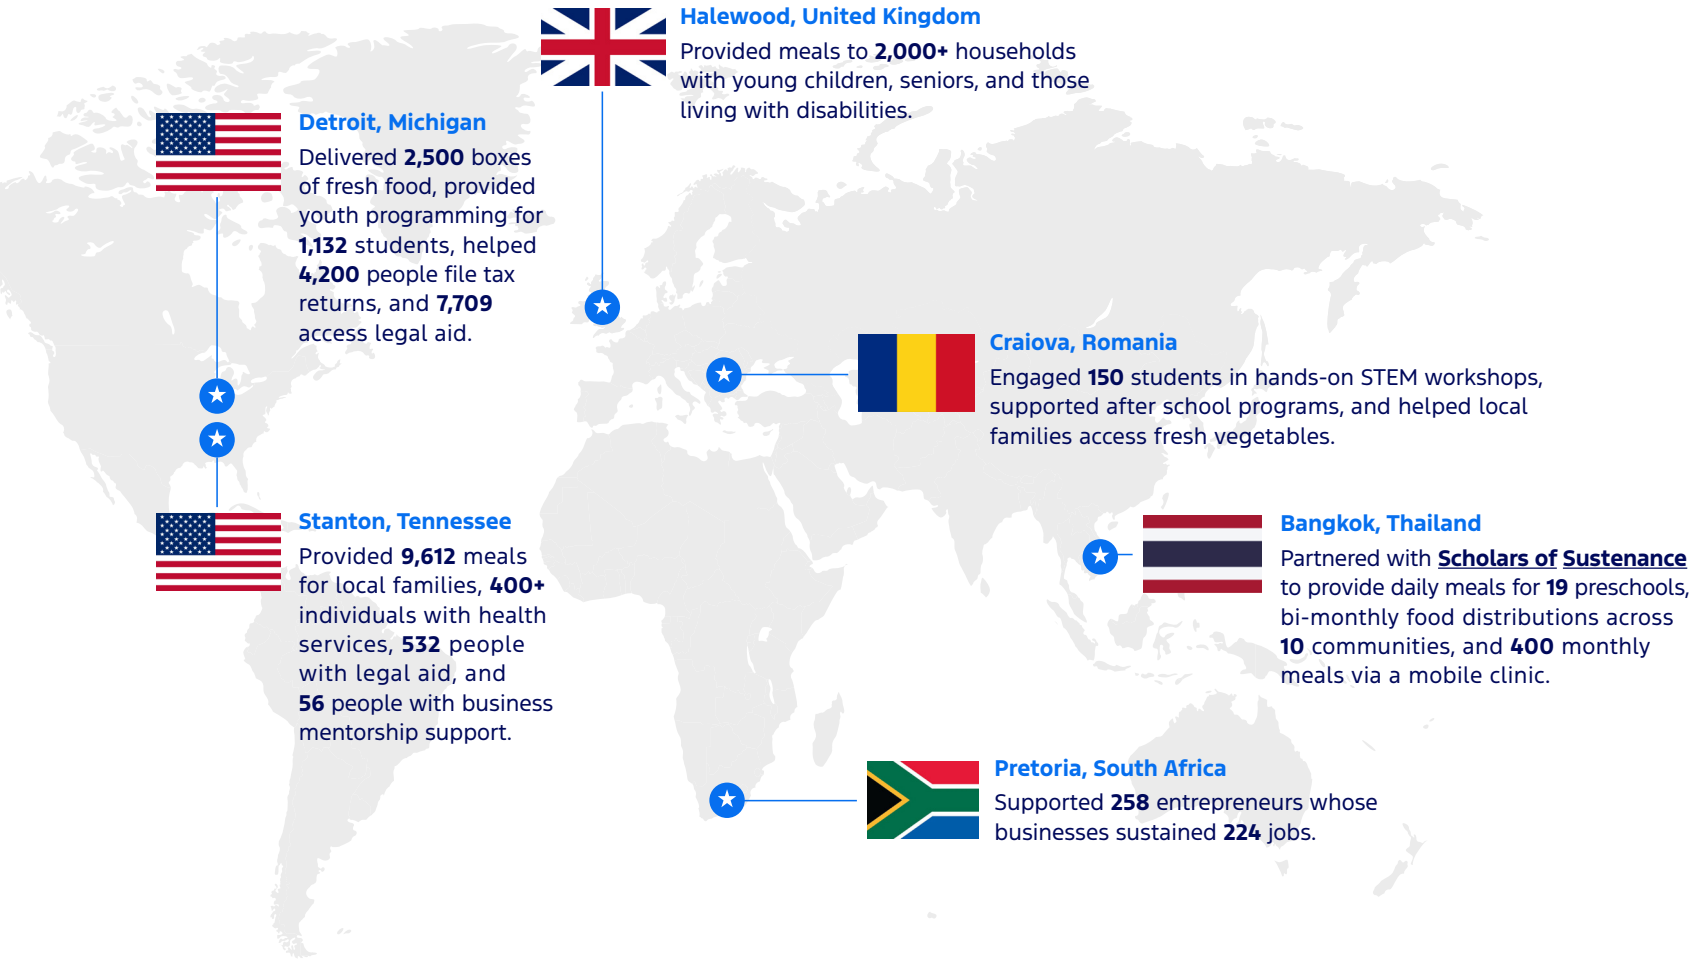 Halewood, United Kingdom
Provided meals to 2,000+ households
with young children, seniors, and those
living with disabilities.
Detroit, Michigan
Delivered 2,500 boxes
of fresh food, provided
youth programming for
1,132 students, helped
4,200 people file tax
returns, and 7,709
access legal aid.
Craiova, Romania
Engaged 150 students in hands-on STEM workshops,
supported after school programs, and helped local
families access fresh vegetables.
Stanton, Tennessee
Provided 9,612 meals
for local families, 400+
individuals with health
services, 532 people
with legal aid, and
56 people with business
mentorship support.
Bangkok, Thailand
Partnered with Scholars of Sustenance
to provide daily meals for 19 preschools,
bi-monthly food distributions across
10 communities, and 400 monthly
meals via a mobile clinic.
Pretoria, South Africa
Supported 258 entrepreneurs whose
businesses sustained 224 jobs.